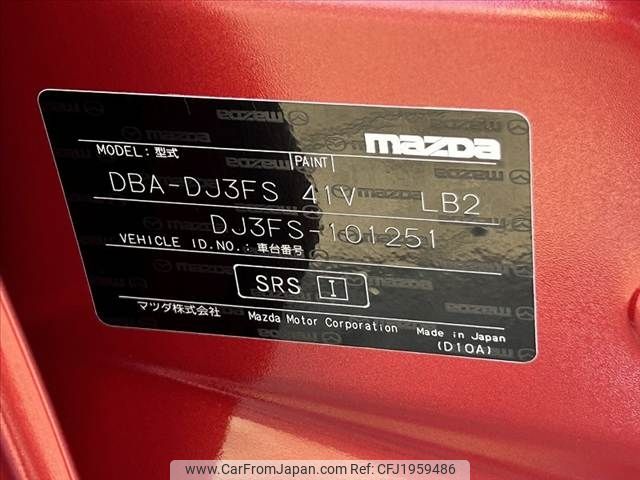 mazda
MODEL: 型式 PAINT
DBA-DJ3FS 41V LB2
DJ3FS-101251
VEHICLE ID.NO.: 車台番号
SRS I
マツダ株式会社 Mazda Motor Corporation Made in Japan
(D10A)
www.CarFromJapan.com Ref No: CFJ1959486